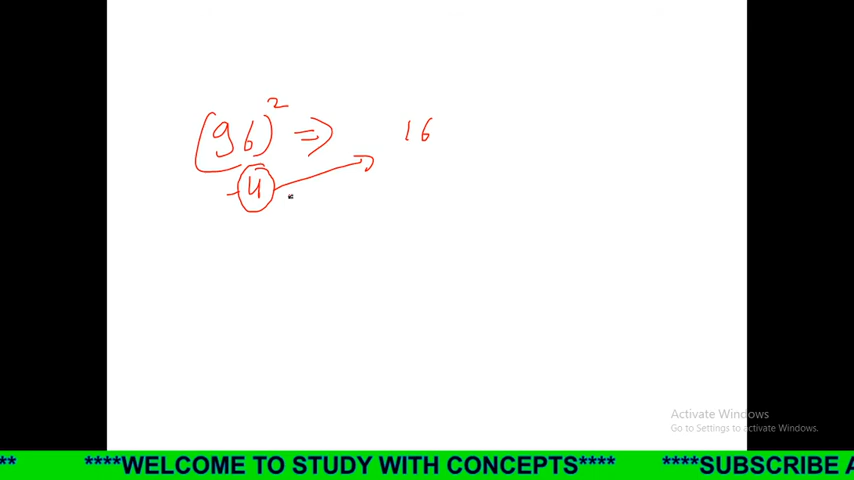 (96)² ⇒ 16
-4
Activate Windows
Go to Settings to activate Windows.
** ****WELCOME TO STUDY WITH CONCEPTS**** ****SUBSCRIBE A